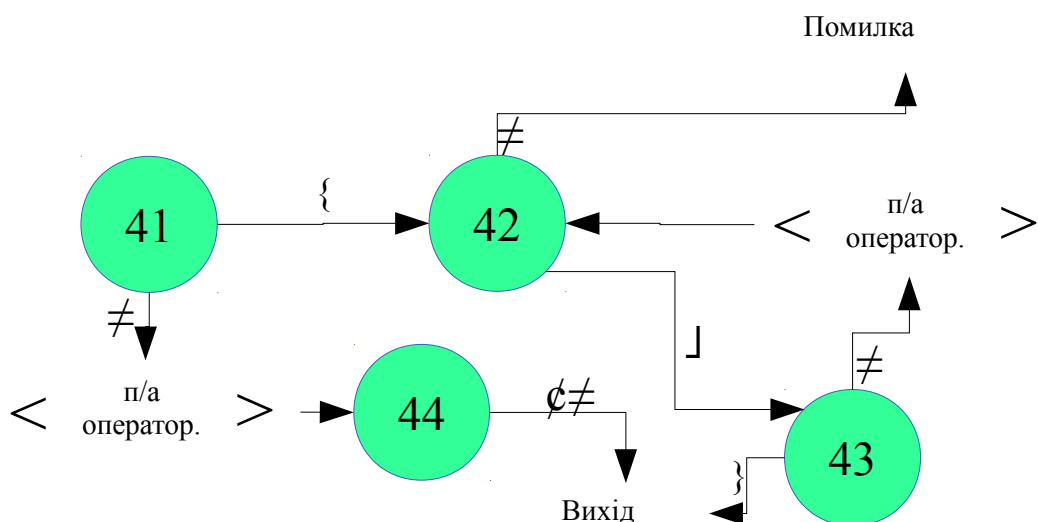 Помилка
≠
41
{
42
< п/а оператор. >
≠
┘
≠
< п/а оператор. >
44
¢≠
43
}
Вихід